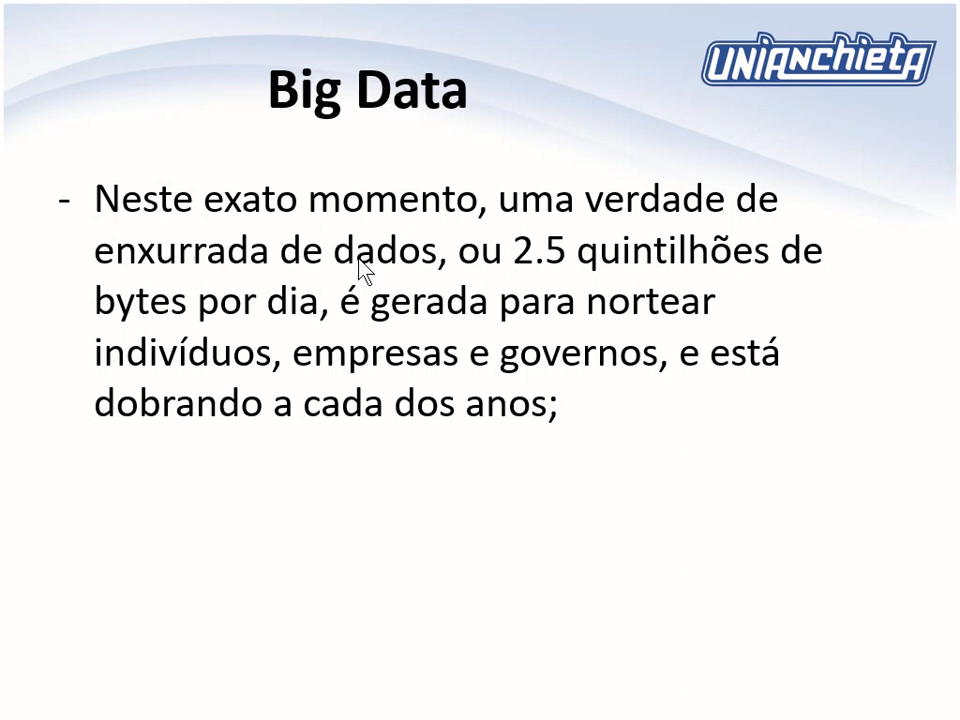 UNIANCHIETA
Big Data
- Neste exato momento, uma verdade de
enxurrada de dados, ou 2.5 quintilhões de
bytes por dia, é gerada para nortear
indivíduos, empresas e governos, e está
dobrando a cada dos anos;